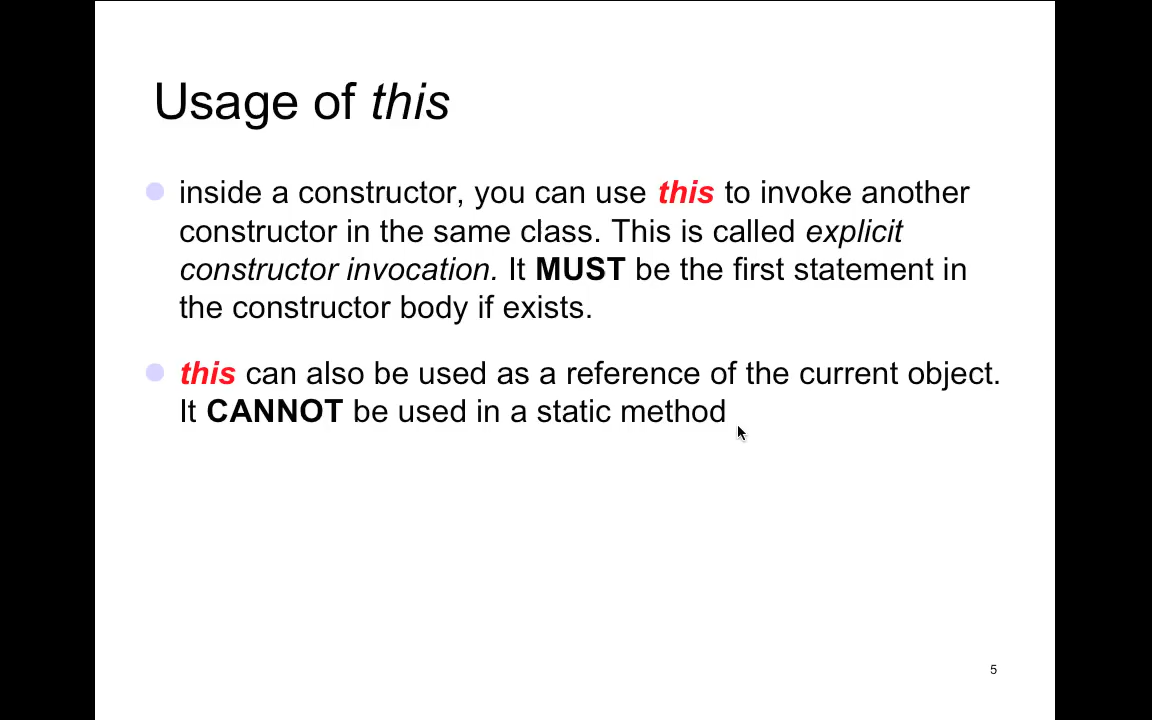 Usage of this
inside a constructor, you can use this to invoke another
constructor in the same class. This is called explicit
constructor invocation. It MUST be the first statement in
the constructor body if exists.
this can also be used as a reference of the current object.
It CANNOT be used in a static method
5